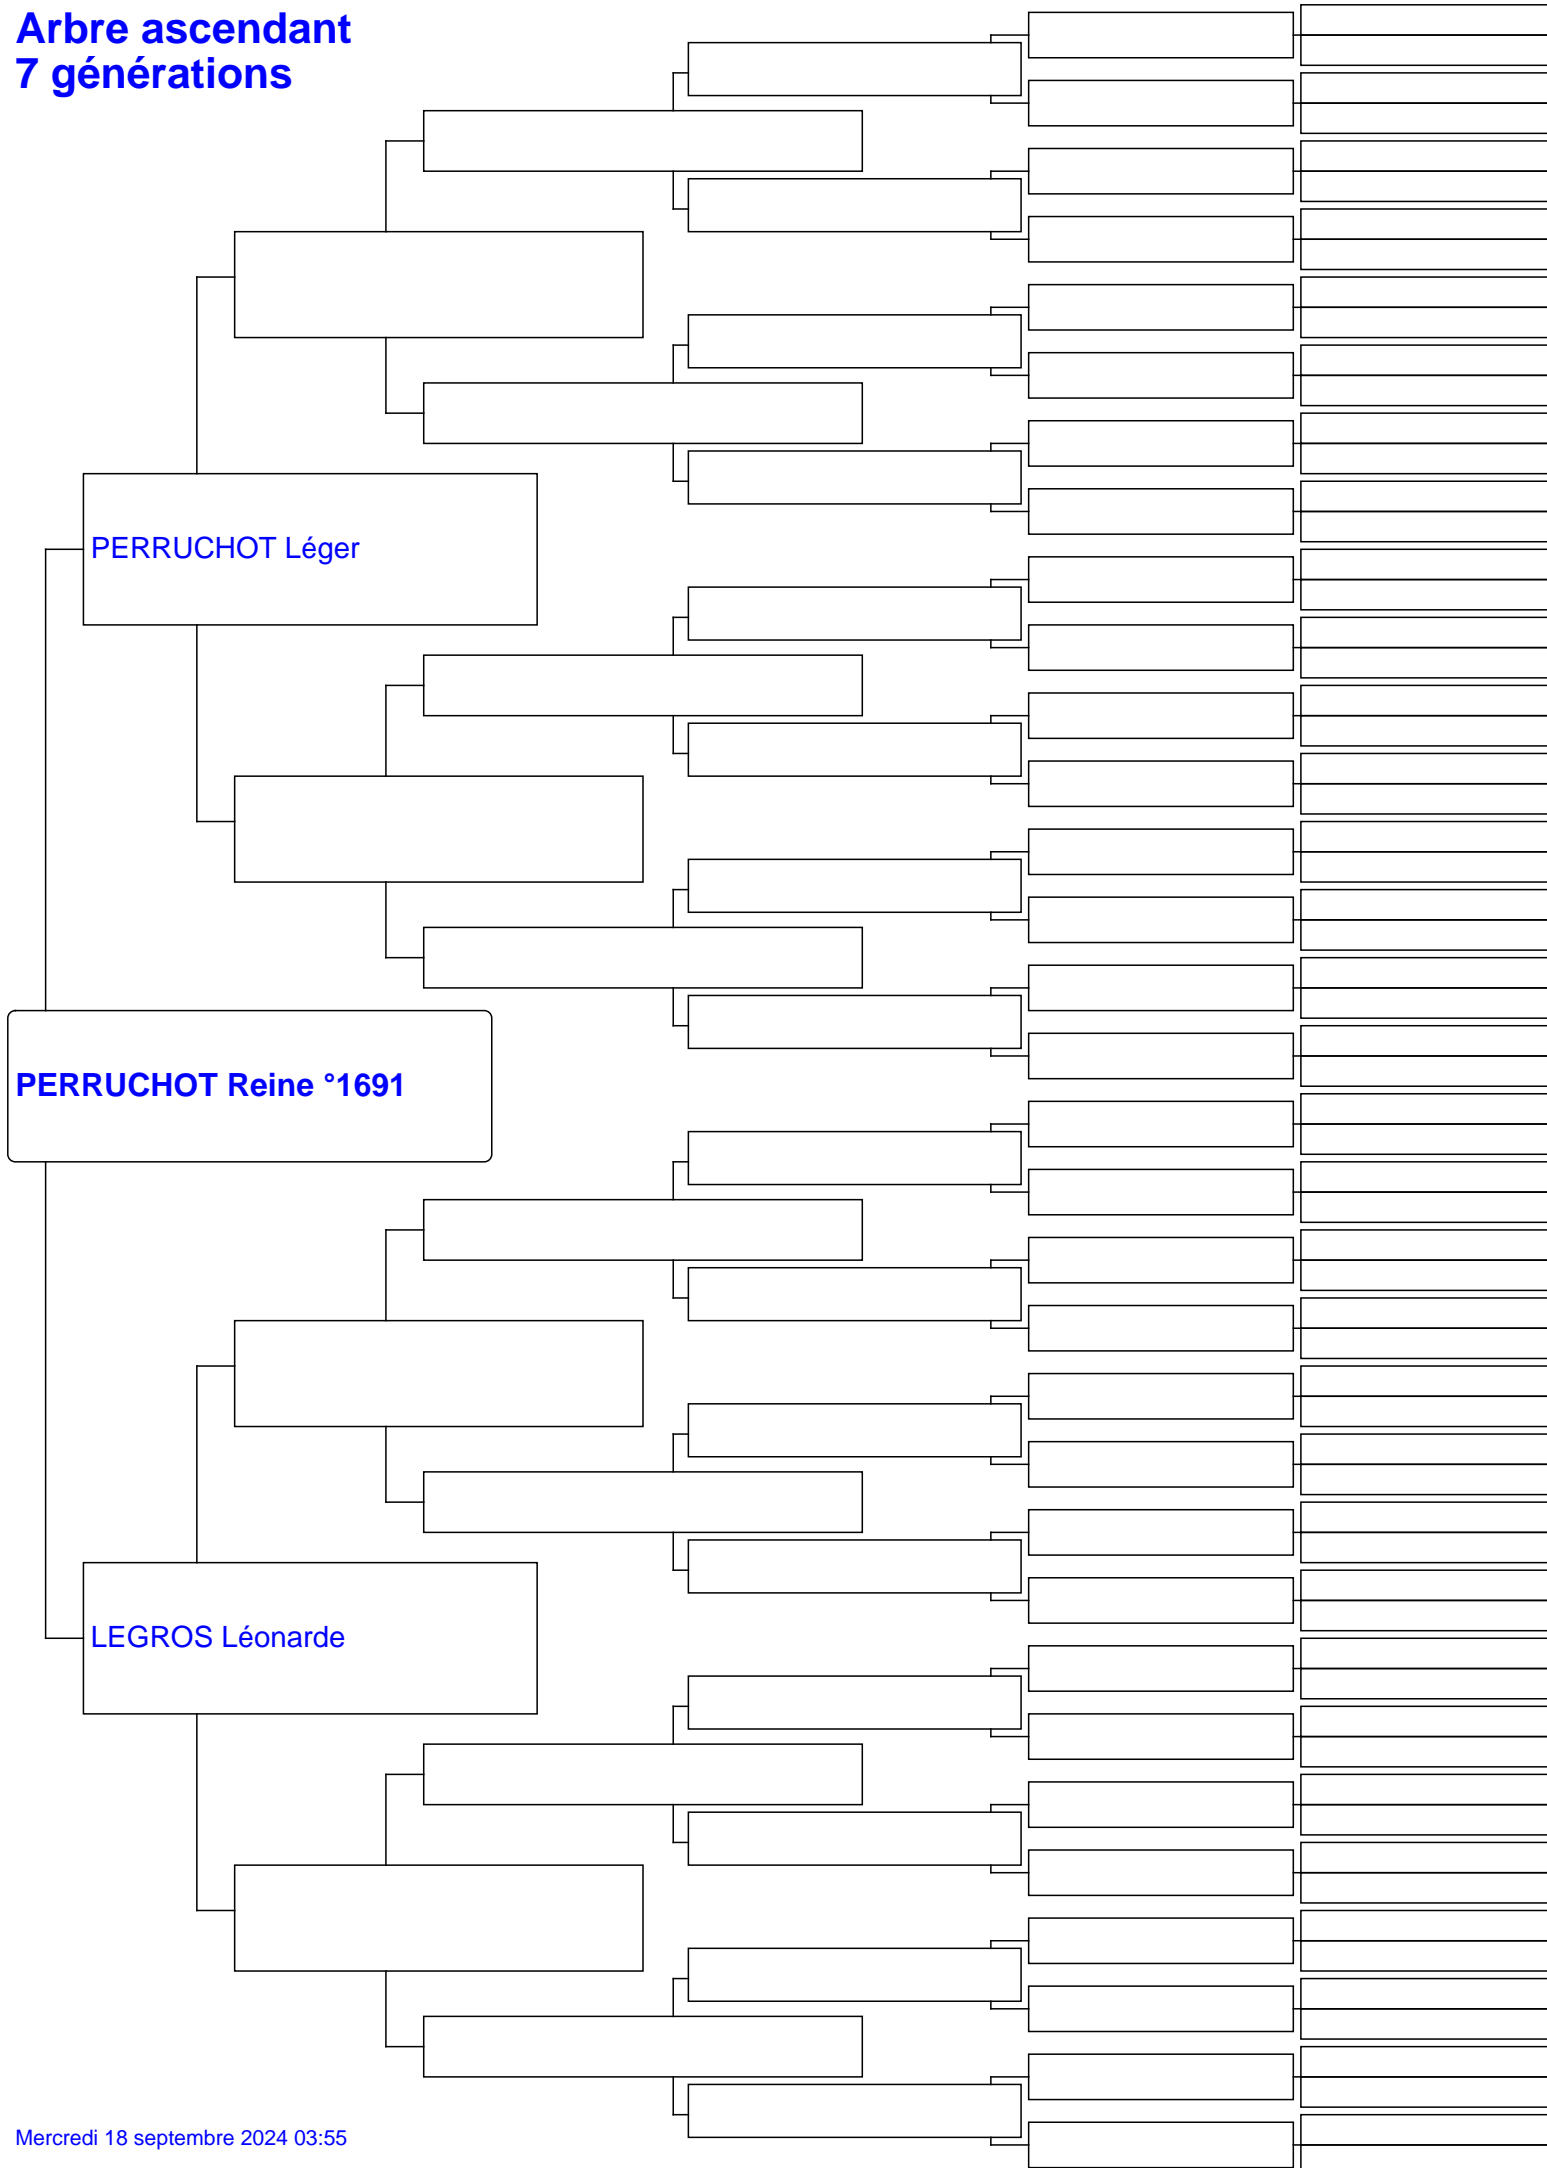 Arbre ascendant
7 générations
PERRUCHOT Léger
PERRUCHOT Reine °1691
LEGROS Léonarde
Mercredi 18 septembre 2024 03:55